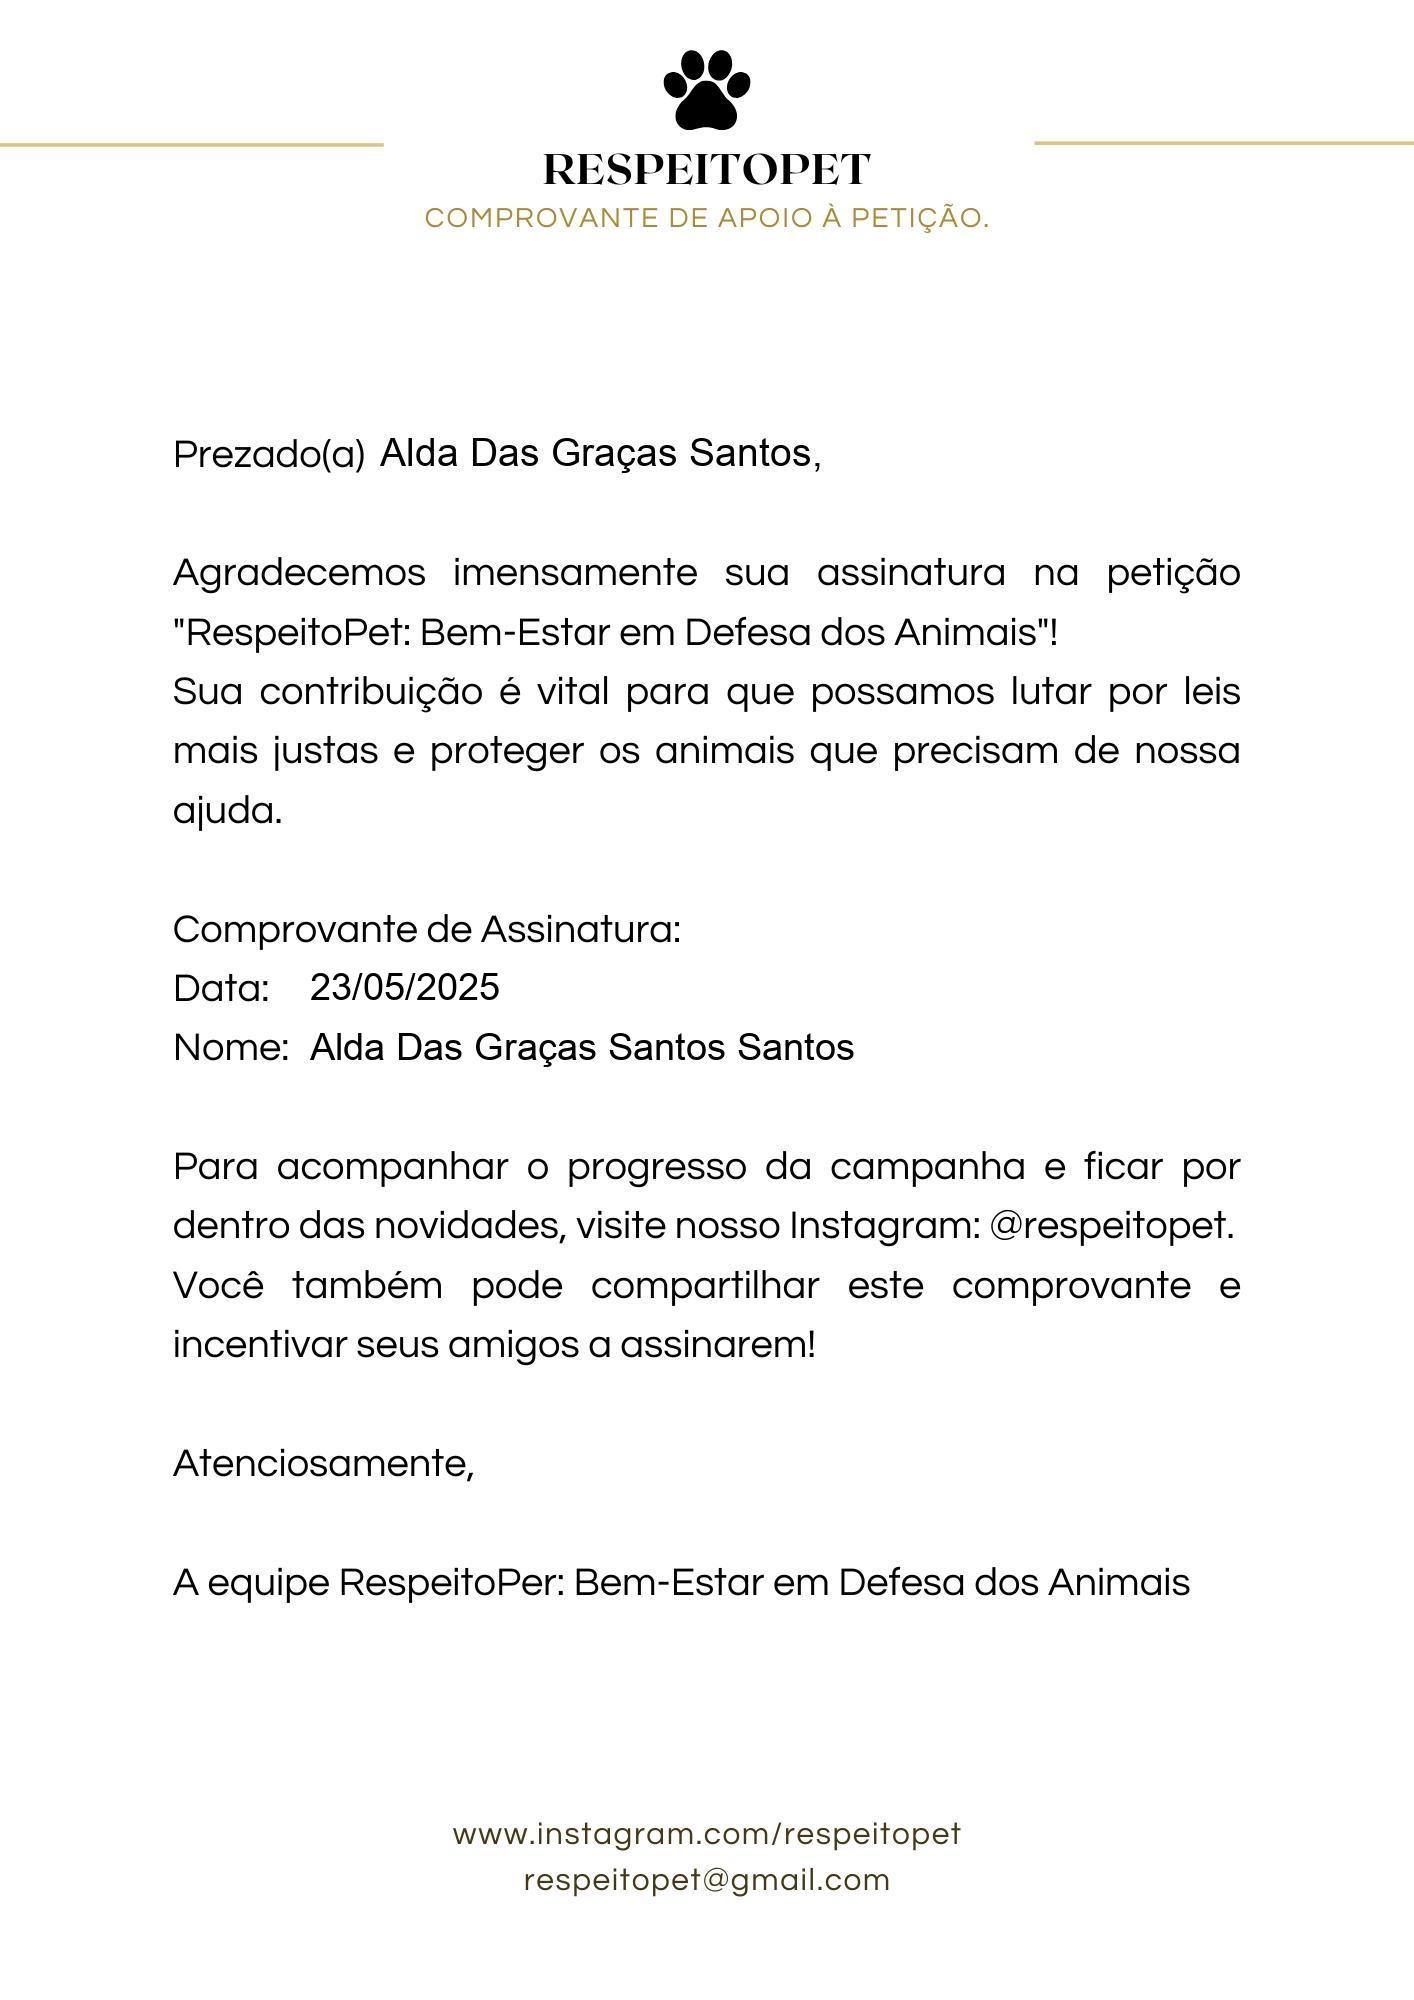 RESPEITOPET
COMPROVANTE DE APOIO À PETIÇÃO.
Prezado(a) Alda Das Graças Santos,
Agradecemos imensamente sua assinatura na petição
"RespeitoPet: Bem-Estar em Defesa dos Animais"!
Sua contribuição é vital para que possamos lutar por leis
mais justas e proteger os animais que precisam de nossa
ajuda.
Comprovante de Assinatura:
Data: 23/05/2025
Nome: Alda Das Graças Santos Santos
Para acompanhar o progresso da campanha e ficar por
dentro das novidades, visite nosso Instagram: @respeitopet.
Você também pode compartilhar este comprovante e
incentivar seus amigos a assinarem!
Atenciosamente,
A equipe RespeitoPer: Bem-Estar em Defesa dos Animais
www.instagram.com/respeitopet
respeitopet@gmail.com